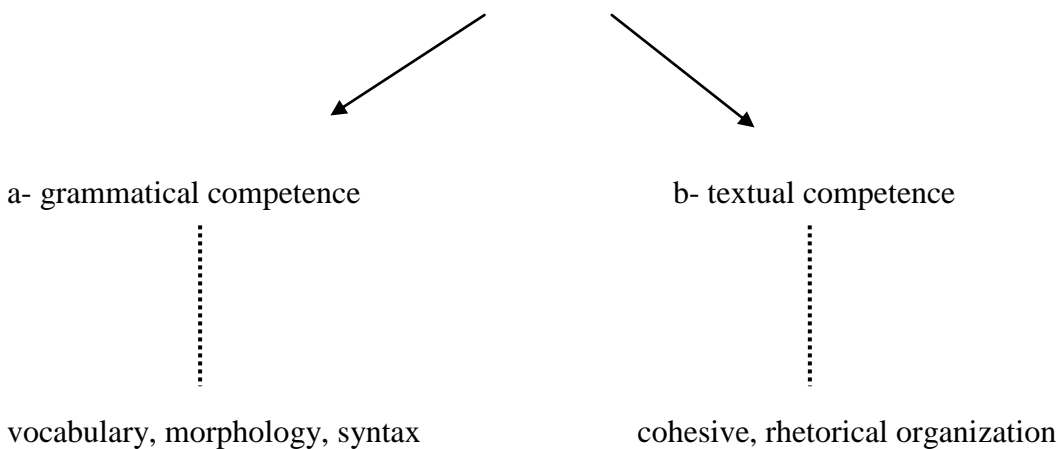 a- grammatical competence b- textual competence
vocabulary, morphology, syntax cohesive, rhetorical organization